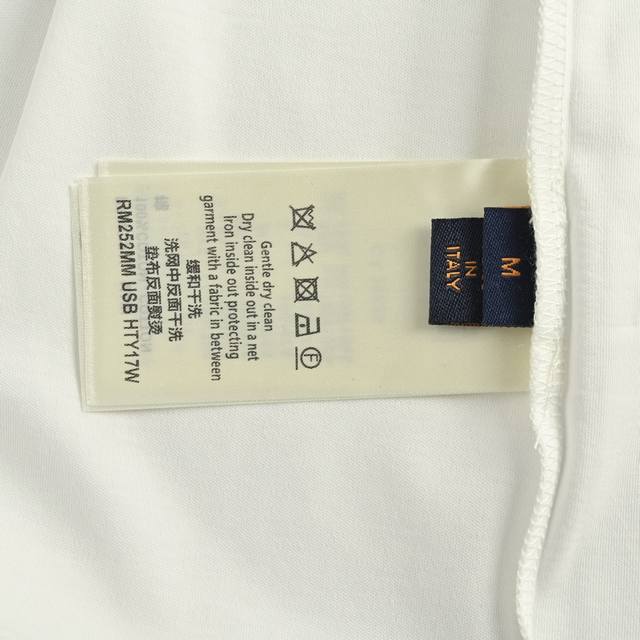 Gentle dry clean
Dry clean inside out in a net
Iron inside out protecting
garment with a fabric in between
缓和干洗
洗网中反面干洗
垫布反面熨烫
RM252MM USB HTY17W
M
IN
ITALY
F